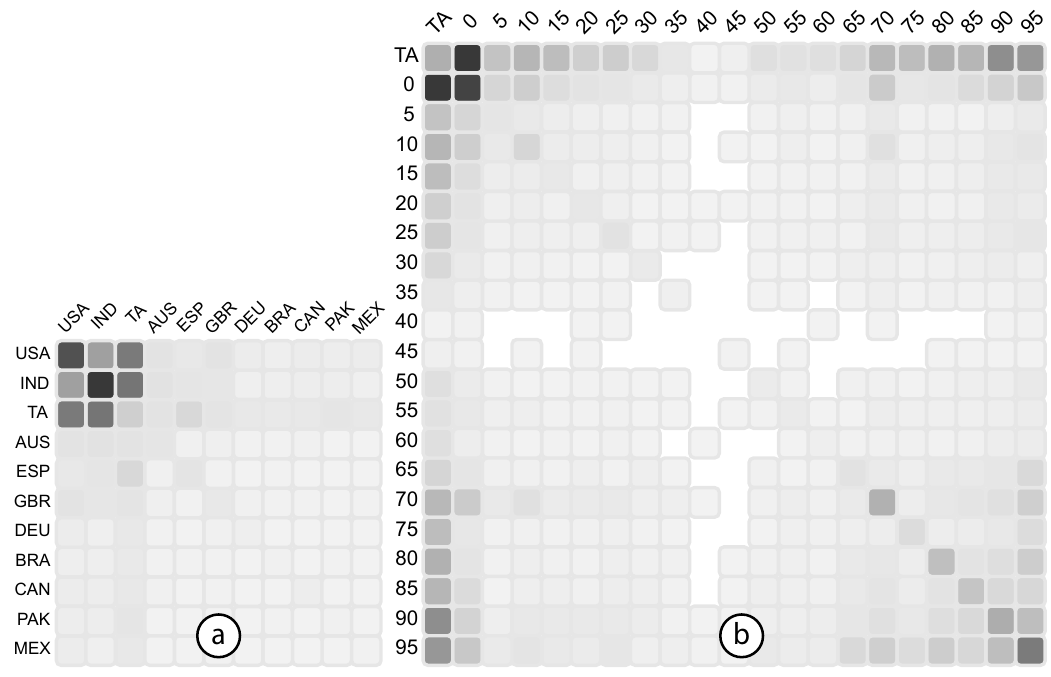 TA 0 5 10 15 20 25 30 35 40 45 50 55 60 65 70 75 80 85 90 95
TA
0
5
10
15
20
25
30
35
40
45
50
55
60
65
70
75
80
85
90
95
USA IND TA AUS ESP GBR DEU BRA CAN PAK MEX
USA
IND
TA
AUS
ESP
GBR
DEU
BRA
CAN
PAK
MEX
a
b